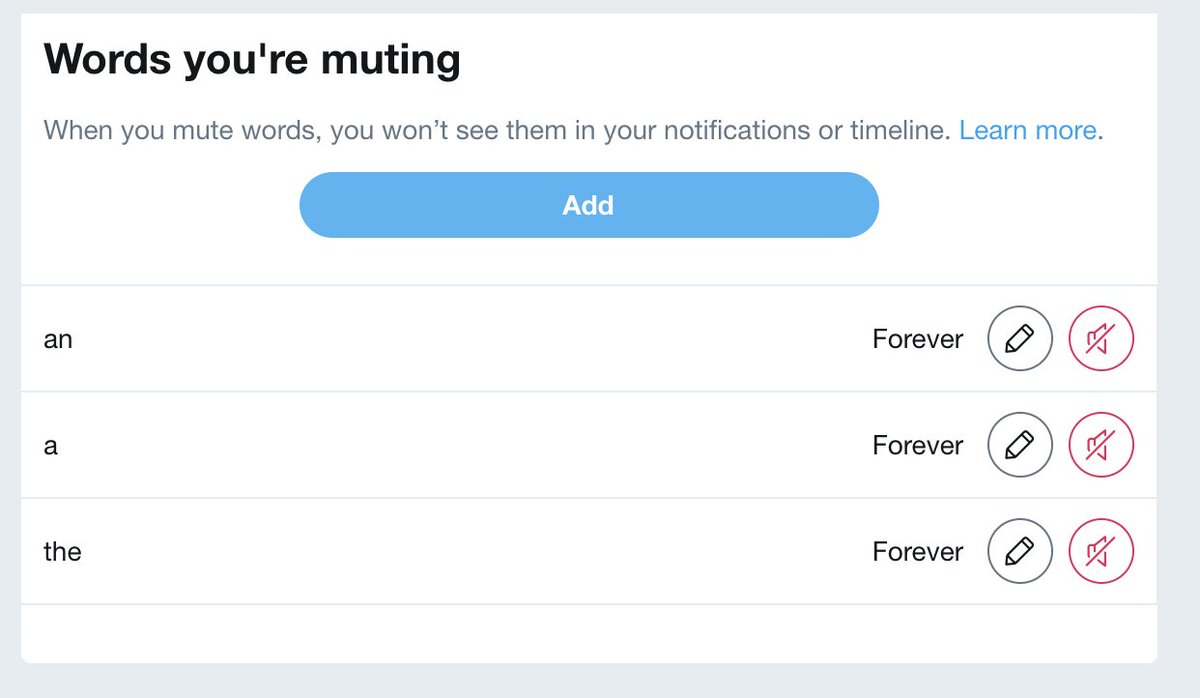 Words you're muting
When you mute words, you won’t see them in your notifications or timeline. Learn more.
Add
an Forever
a Forever
the Forever